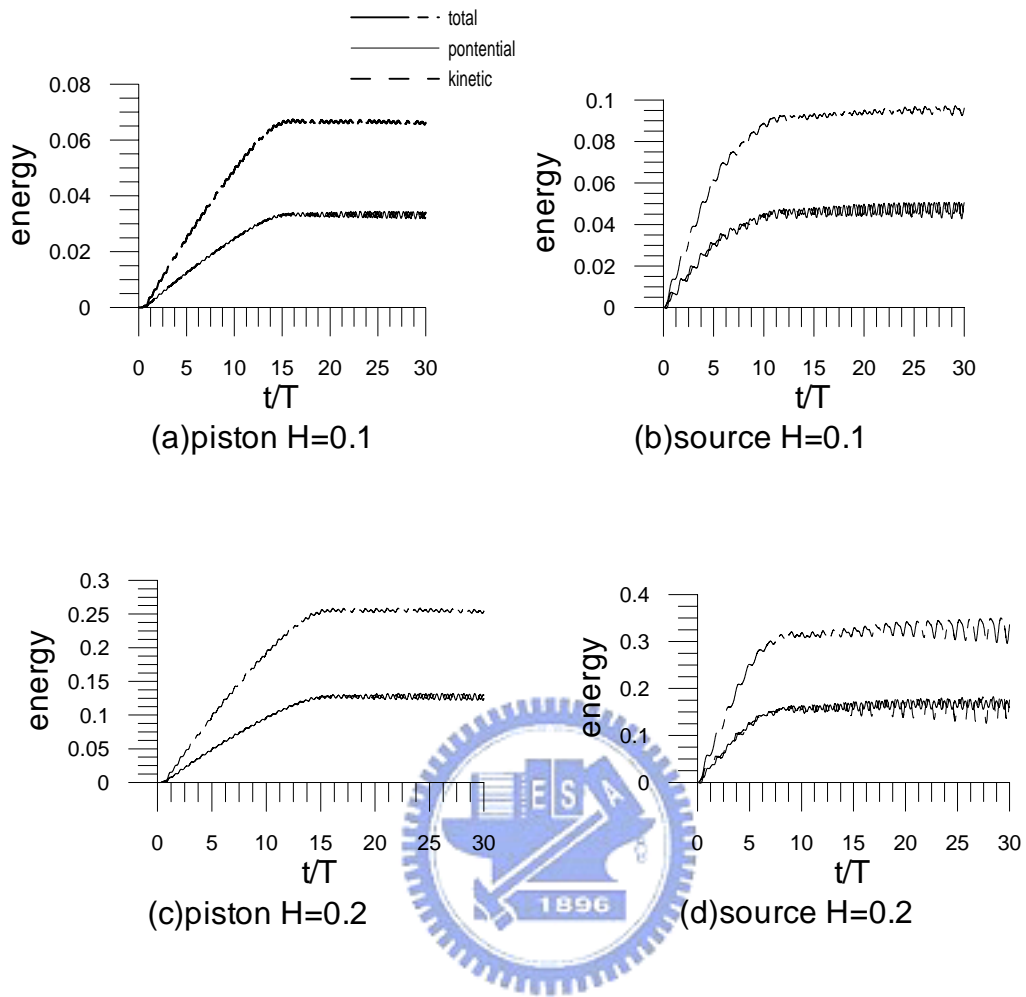 total
pontential
kinetic
0.08
0.06
0.04
0.02
0
energy
0 5 10 15 20 25 30
t/T
(a)piston H=0.1
0.1
0.08
0.06
0.04
0.02
0
energy
0 5 10 15 20 25 30
t/T
(b)source H=0.1
0.3
0.25
0.2
0.15
0.1
0.05
0
energy
0 5 10 15 20 25 30
t/T
(c)piston H=0.2
0.4
0.3
0.2
0.1
0
energy
0 5 10 15 20 25 30
t/T
(d)source H=0.2
E S A
1896